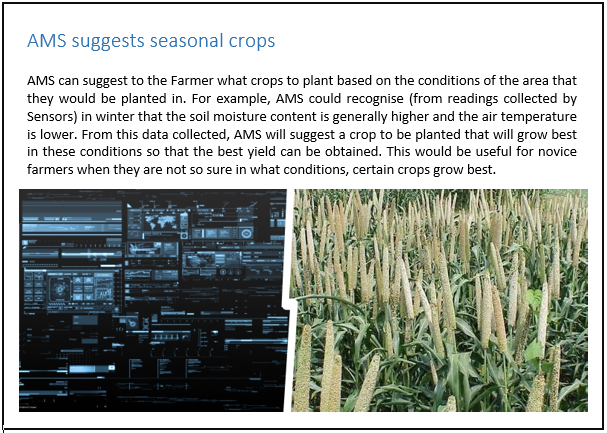 AMS suggests seasonal crops
AMS can suggest to the Farmer what crops to plant based on the conditions of the area that
they would be planted in. For example, AMS could recognise (from readings collected by
Sensors) in winter that the soil moisture content is generally higher and the air temperature
is lower. From this data collected, AMS will suggest a crop to be planted that will grow best
in these conditions so that the best yield can be obtained. This would be useful for novice
farmers when they are not so sure in what conditions, certain crops grow best.